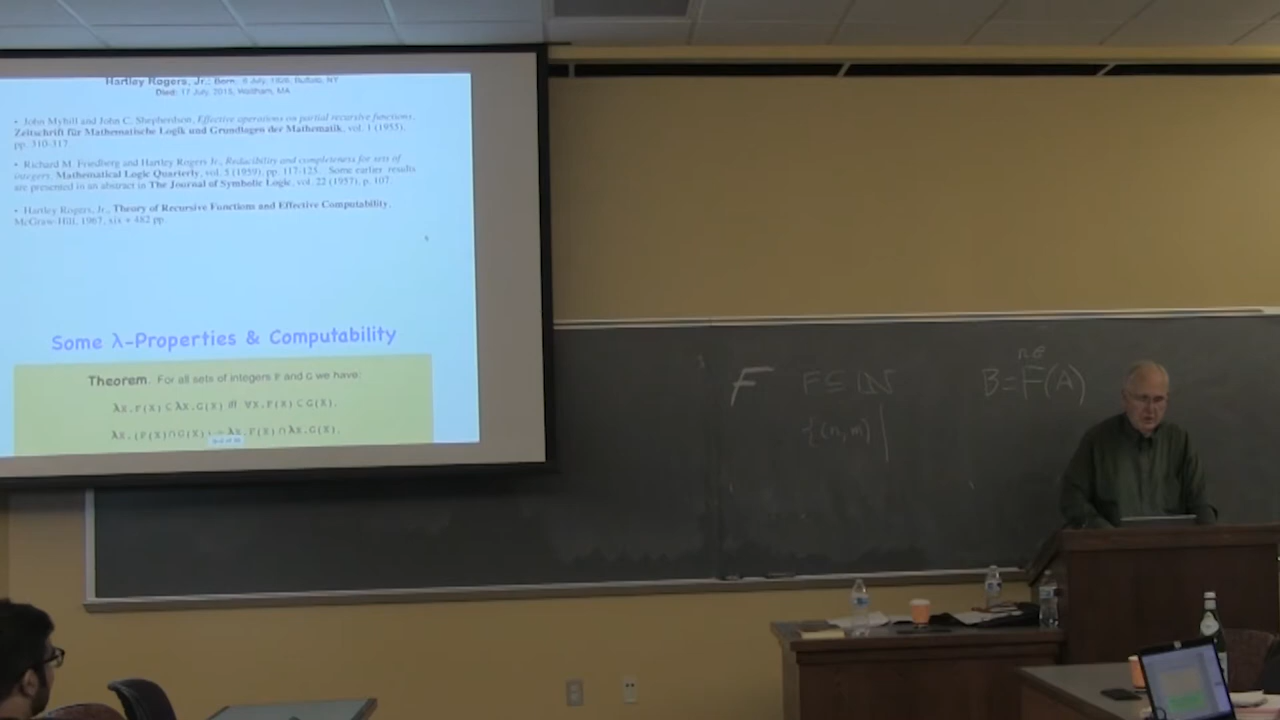 Hartley Rogers, Jr.: Born 6 July, 1926, Buffalo, NY
Died: 17 July, 2015, Waltham, MA
• John Myhill and John C. Shepherdson, Effective operations on partial recursive functions,
Zeitschrift für Mathematische Logik und Grundlagen der Mathematik, vol. 1 (1955),
pp. 310-317.
• Richard M. Friedberg and Hartley Rogers Jr., Reducibility and completeness for sets of
integers, Mathematical Logic Quarterly, vol. 5 (1959), pp. 117-125. Some earlier results
are presented in an abstract in The Journal of Symbolic Logic, vol. 22 (1957), p. 107.
• Hartley Rogers, Jr., Theory of Recursive Functions and Effective Computability,
McGraw-Hill, 1967, xix + 482 pp.
Some λ-Properties & Computability
Theorem. For all sets of integers F and G we have:
λX.F(X) ⊆ λX.G(X) iff ∀X.F(X) ⊆ G(X).
λX.(F(X)∩G(X)) = λX.F(X) ∩ λX.G(X).
F F ⊆ ℕ
{(n,m) |
re
B = F(A)